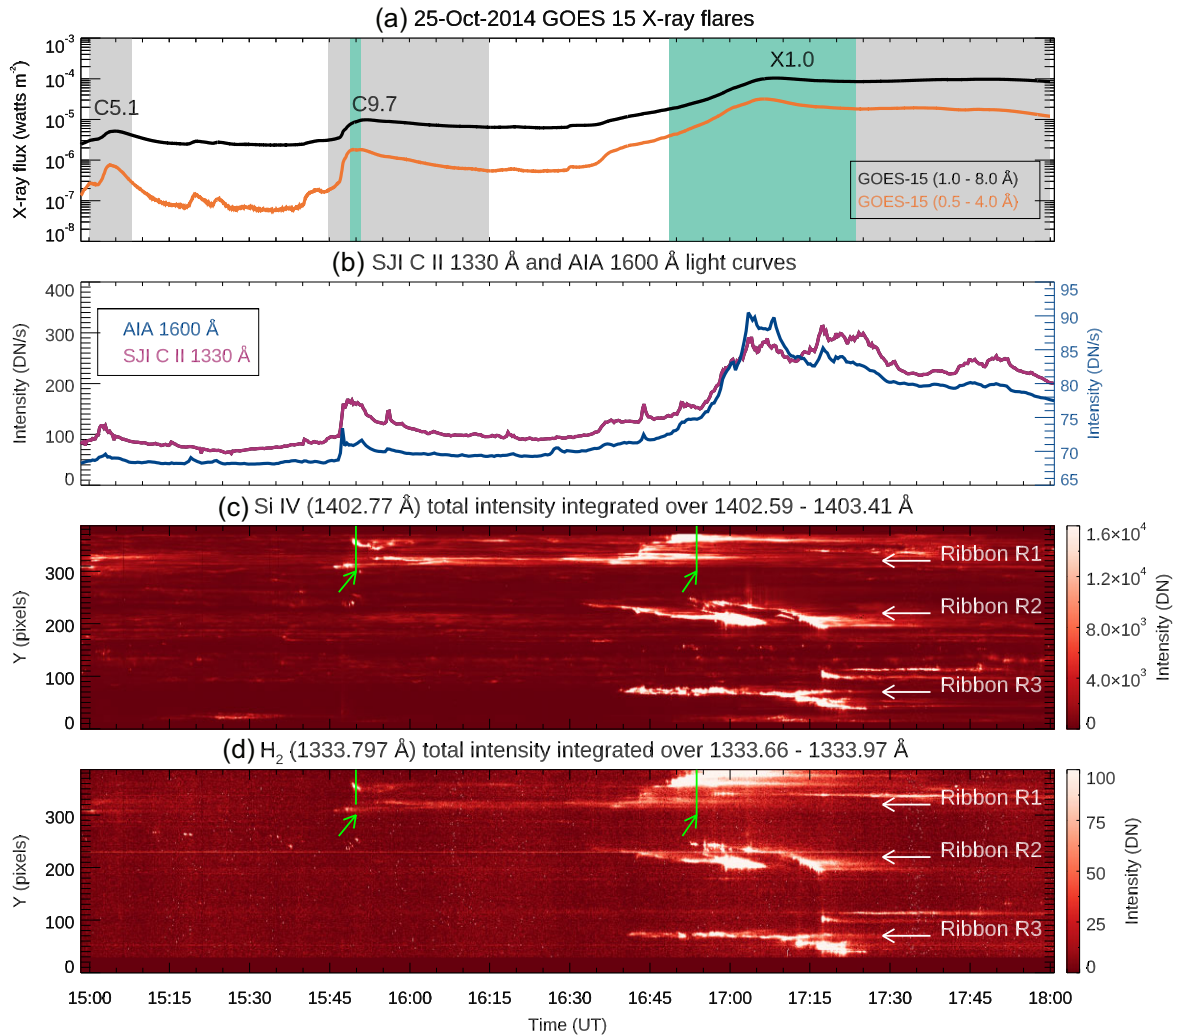 (a) 25-Oct-2014 GOES 15 X-ray flares
X-ray flux (watts m⁻²)
10⁻³
10⁻⁴
10⁻⁵
10⁻⁶
10⁻⁷
10⁻⁸
C5.1
C9.7
X1.0
GOES-15 (1.0 - 8.0 Å)
GOES-15 (0.5 - 4.0 Å)
(b) SJI C II 1330 Å and AIA 1600 Å light curves
Intensity (DN/s)
400
300
200
100
0
AIA 1600 Å
SJI C II 1330 Å
95
90
85
80
75
70
65
Intensity (DN/s)
(c) Si IV (1402.77 Å) total intensity integrated over 1402.59 - 1403.41 Å
Y (pixels)
300
200
100
0
Ribbon R1
Ribbon R2
Ribbon R3
1.6×10⁴
1.2×10⁴
8.0×10³
4.0×10³
0
Intensity (DN)
(d) H₂ (1333.797 Å) total intensity integrated over 1333.66 - 1333.97 Å
Y (pixels)
300
200
100
0
Ribbon R1
Ribbon R2
Ribbon R3
100
75
50
25
0
Intensity (DN)
15:00 15:15 15:30 15:45 16:00 16:15 16:30 16:45 17:00 17:15 17:30 17:45 18:00
Time (UT)